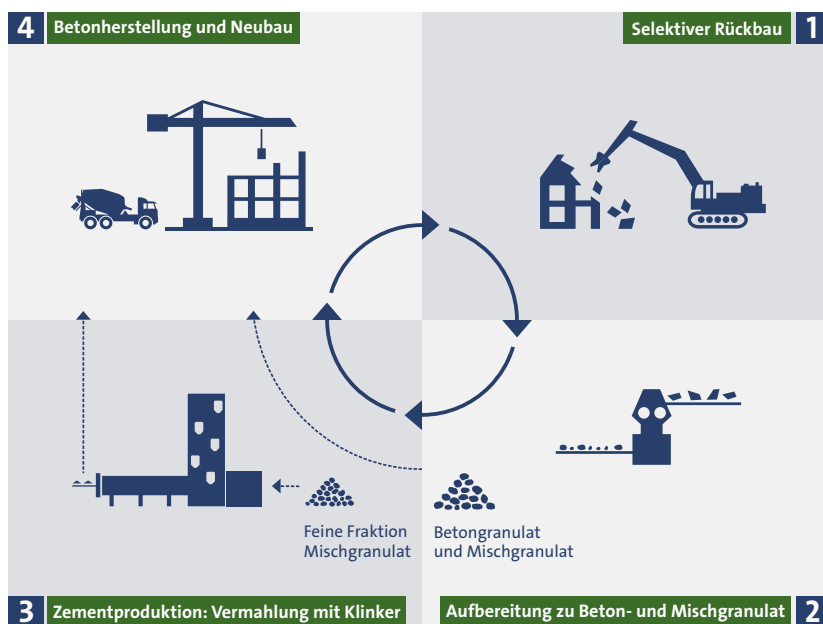 4 Betonherstellung und Neubau
Selektiver Rückbau 1
Feine Fraktion
Mischgranulat
Betongranulat
und Mischgranulat
3 Zementproduktion: Vermahlung mit Klinker
Aufbereitung zu Beton- und Mischgranulat 2